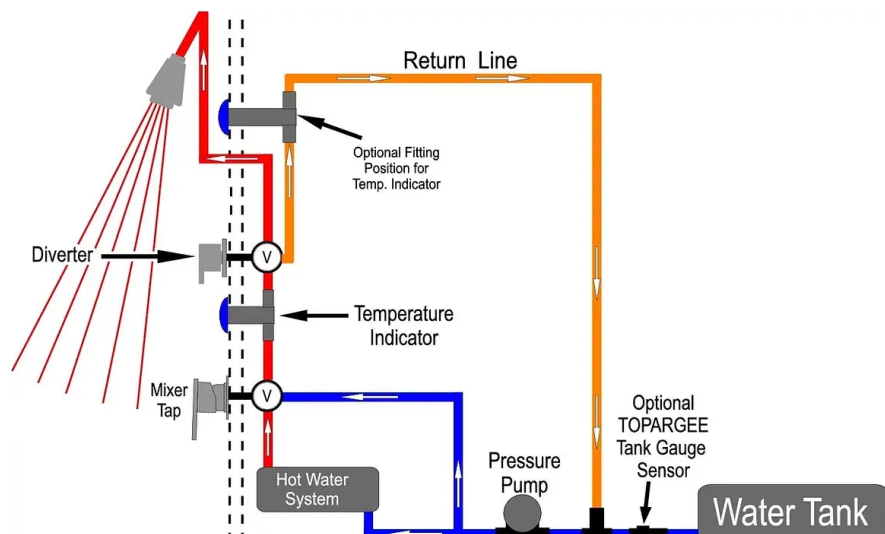 Return Line
Optional Fitting
Position for
Temp. Indicator
Diverter
V
Temperature
Indicator
Mixer
Tap
V
Optional
TOPARGEE
Tank Gauge
Sensor
Pressure
Pump
Hot Water
System
Water Tank